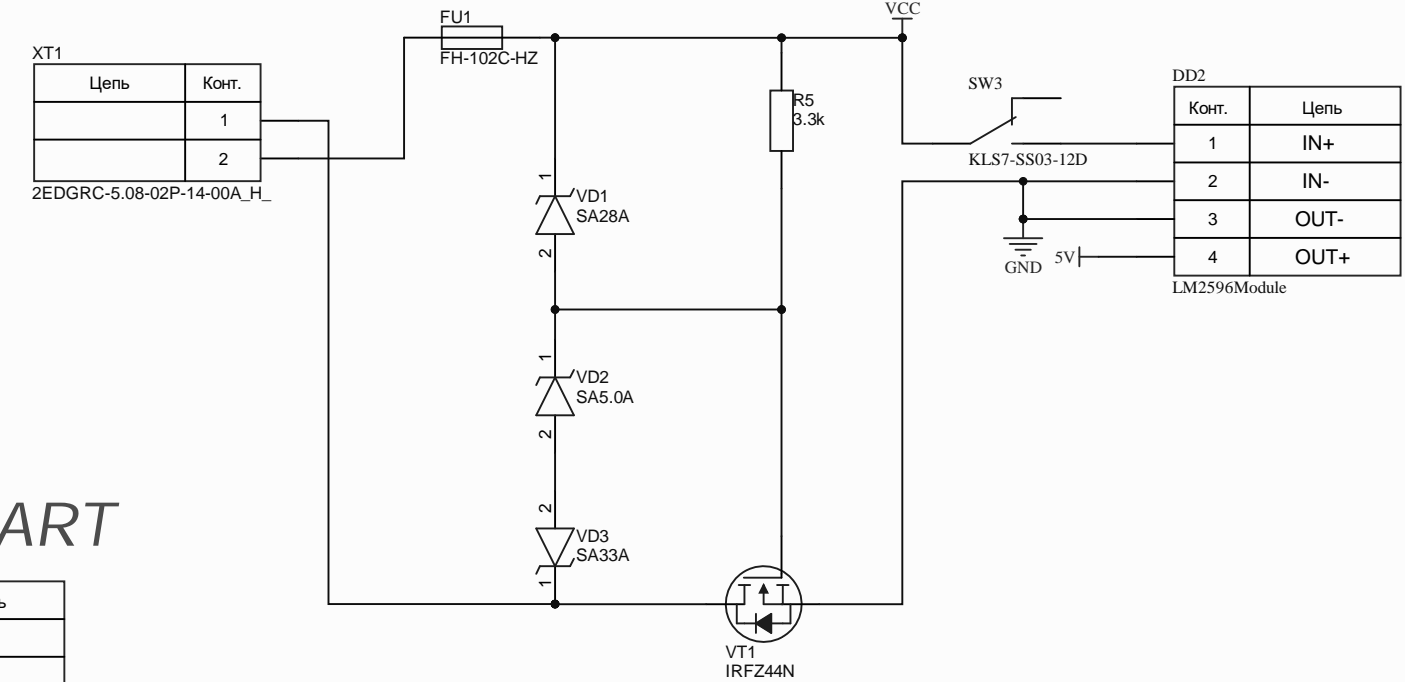 VCC
FU1
FH-102C-HZ
XT1
Цепь Конт.
1
2
2EDGRC-5.08-02P-14-00A_H_
R5
3.3k
SW3
KLS7-SS03-12D
DD2
Конт. Цепь
1 IN+
2 IN-
3 OUT-
4 OUT+
LM2596Module
GND
5V
1
VD1
SA28A
2
1
VD2
SA5.0A
2
2
VD3
SA33A
1
VT1
IRFZ44N
ART
ь